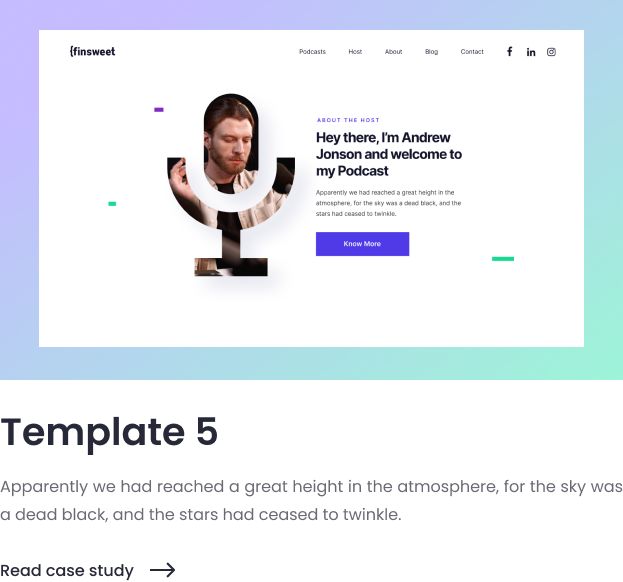 {finsweet
Podcasts Host About Blog Contact
ABOUT THE HOST
Hey there, I’m Andrew
Jonson and welcome to
my Podcast
Apparently we had reached a great height in the
atmosphere, for the sky was a dead black, and the
stars had ceased to twinkle.
Know More
Template 5
Apparently we had reached a great height in the atmosphere, for the sky was
a dead black, and the stars had ceased to twinkle.
Read case study